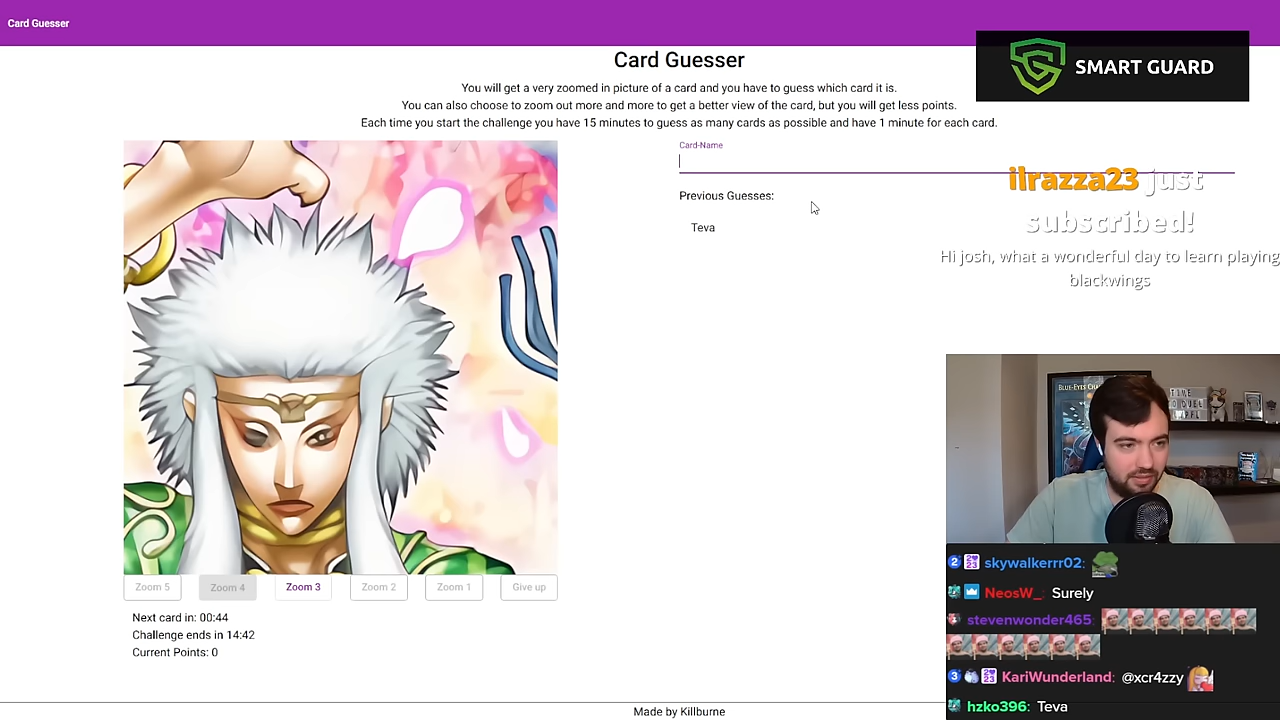 Card Guesser
SMART GUARD
Card Guesser
You will get a very zoomed in picture of a card and you have to guess which card it is.
You can also choose to zoom out more and more to get a better view of the card, but you will get less points.
Each time you start the challenge you have 15 minutes to guess as many cards as possible and have 1 minute for each card.
Card-Name
Previous Guesses:
Teva
ilrazza23 just
subscribed!
Hi josh, what a wonderful day to learn playing
blackwings
Zoom 5
Zoom 4
Zoom 3
Zoom 2
Zoom 1
Give up
Next card in: 00:44
Challenge ends in 14:42
Current Points: 0
2 skywalkerrr02:
NeosW_: Surely
stevenwonder465:
3 KariWunderland: @xcr4zzy
hzko396: Teva
Made by Killburne